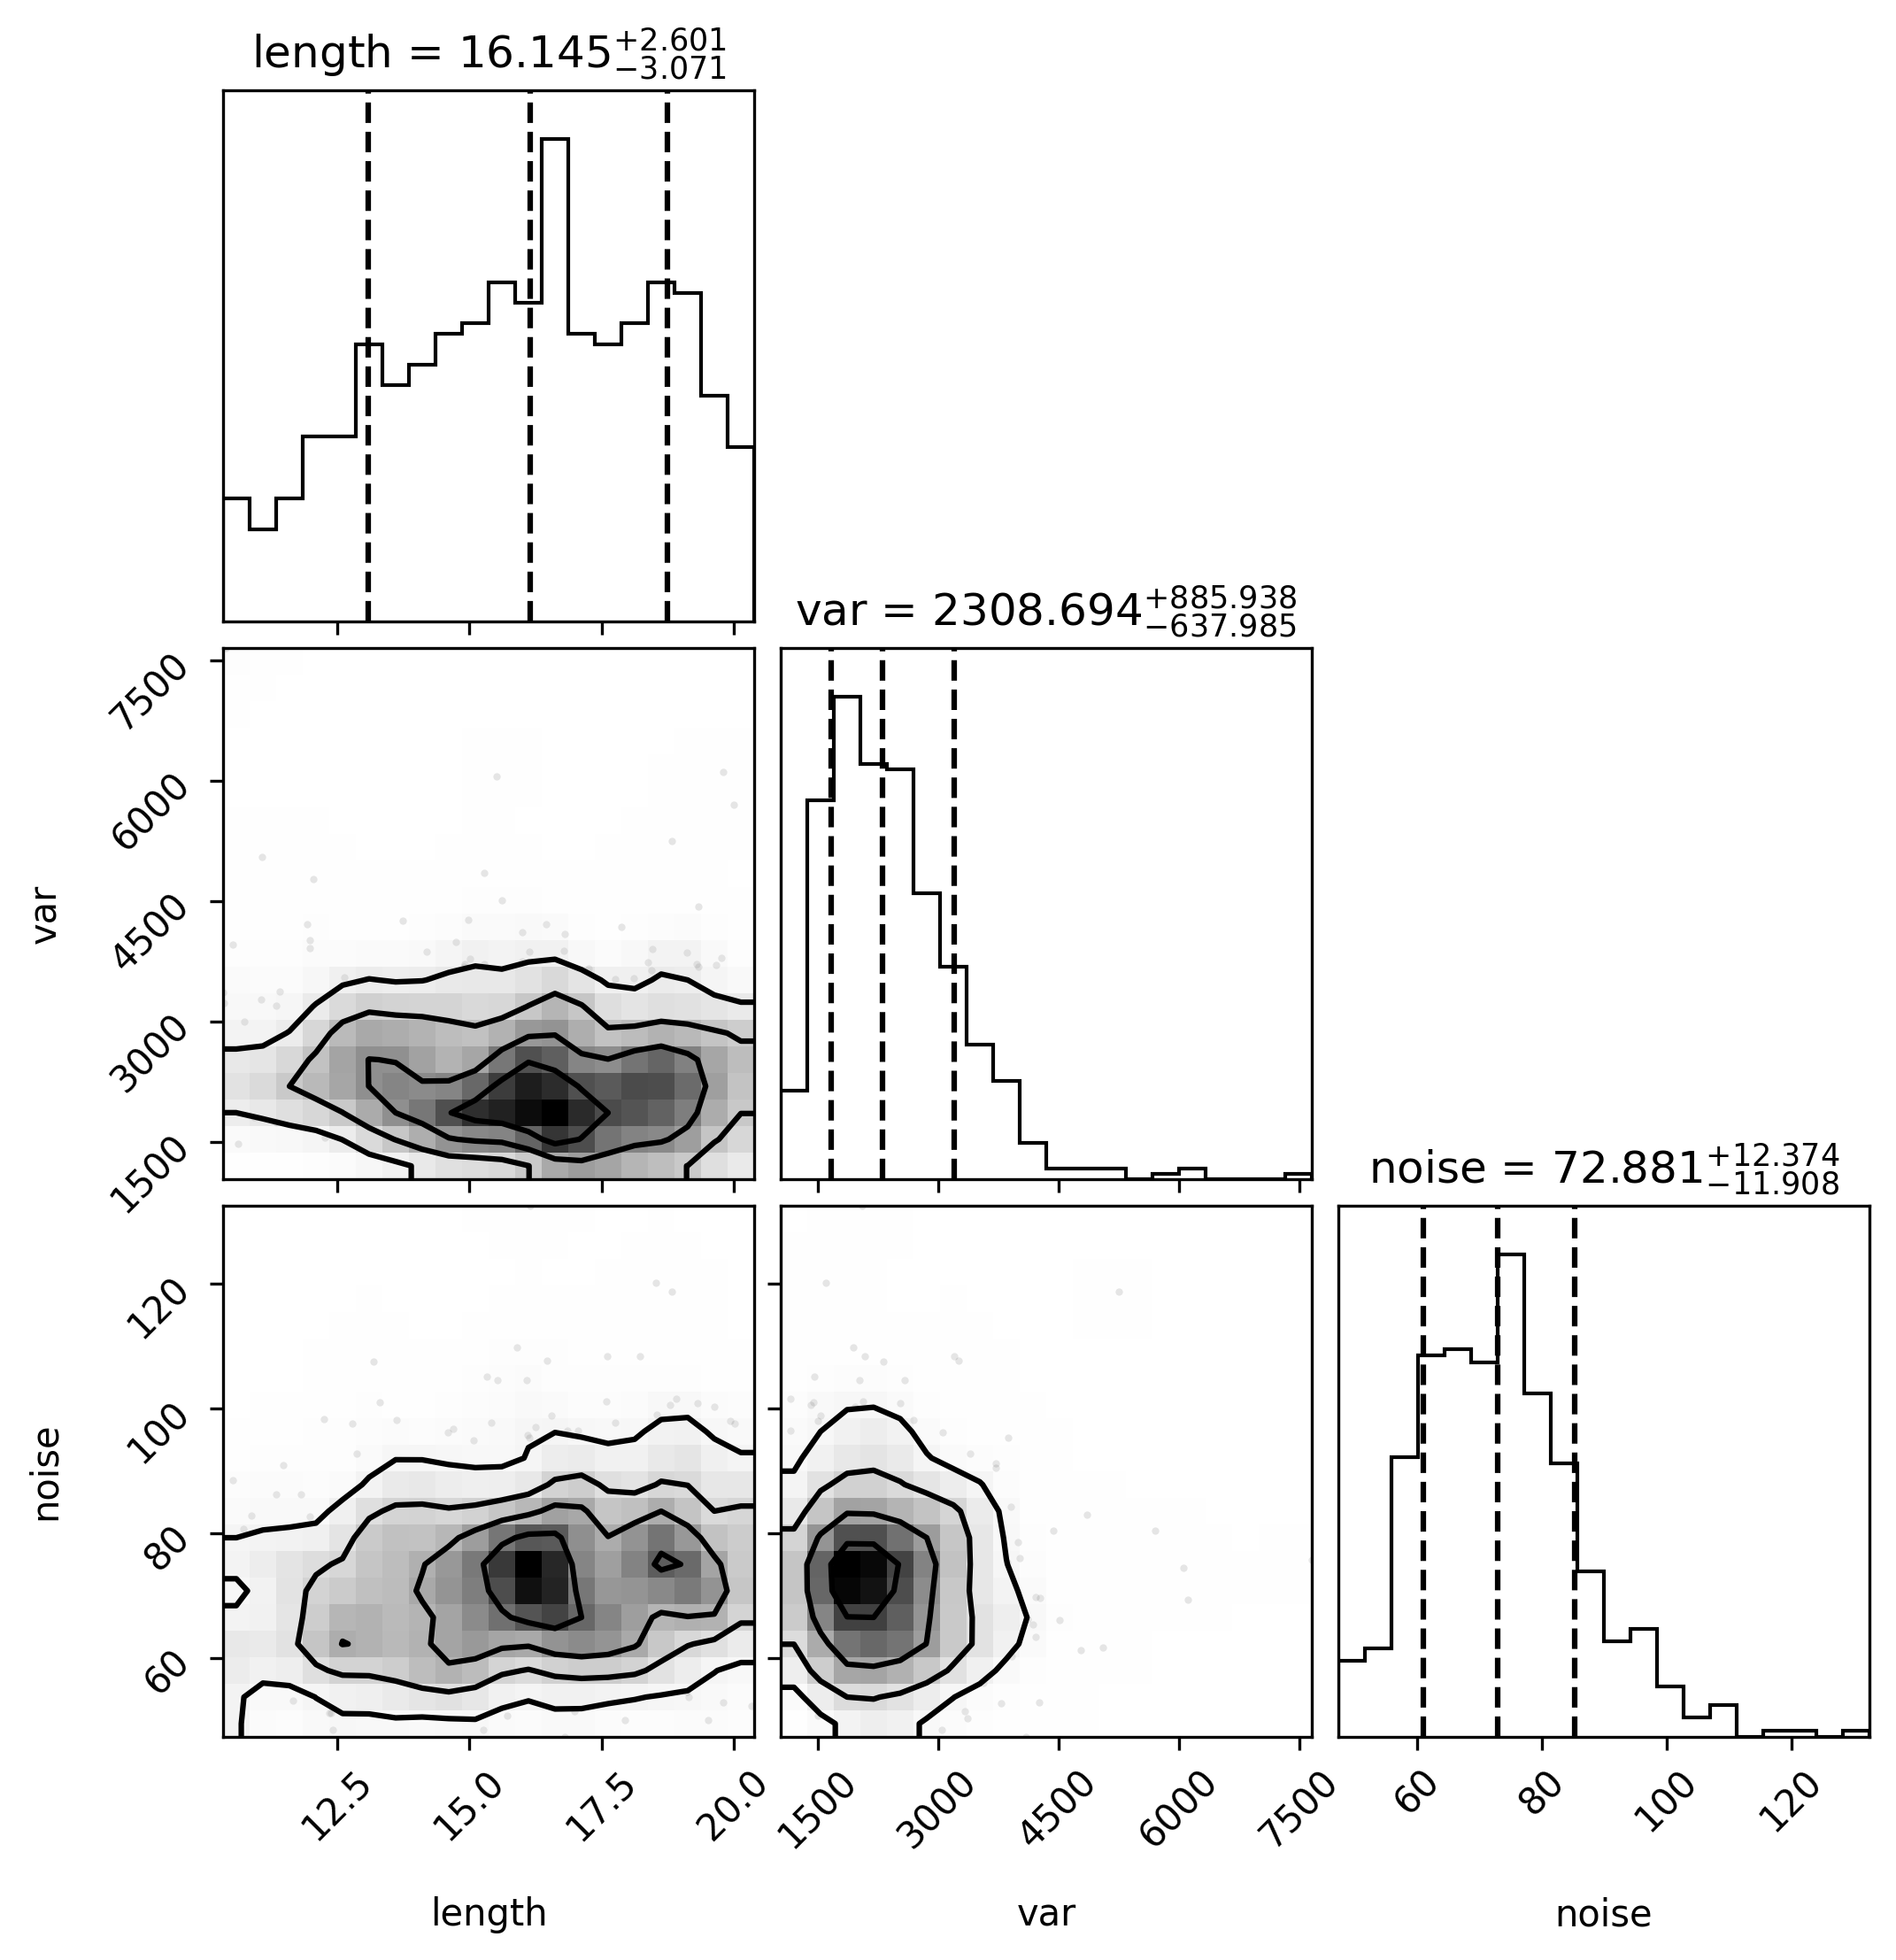 length = 16.145+2.601−3.071
var = 2308.694+885.938−637.985
7500
6000
4500
3000
1500
var
noise = 72.881+12.374−11.908
120
100
80
60
noise
12.5 15.0 17.5 20.0 1500 3000 4500 6000 7500 60 80 100 120
length var noise